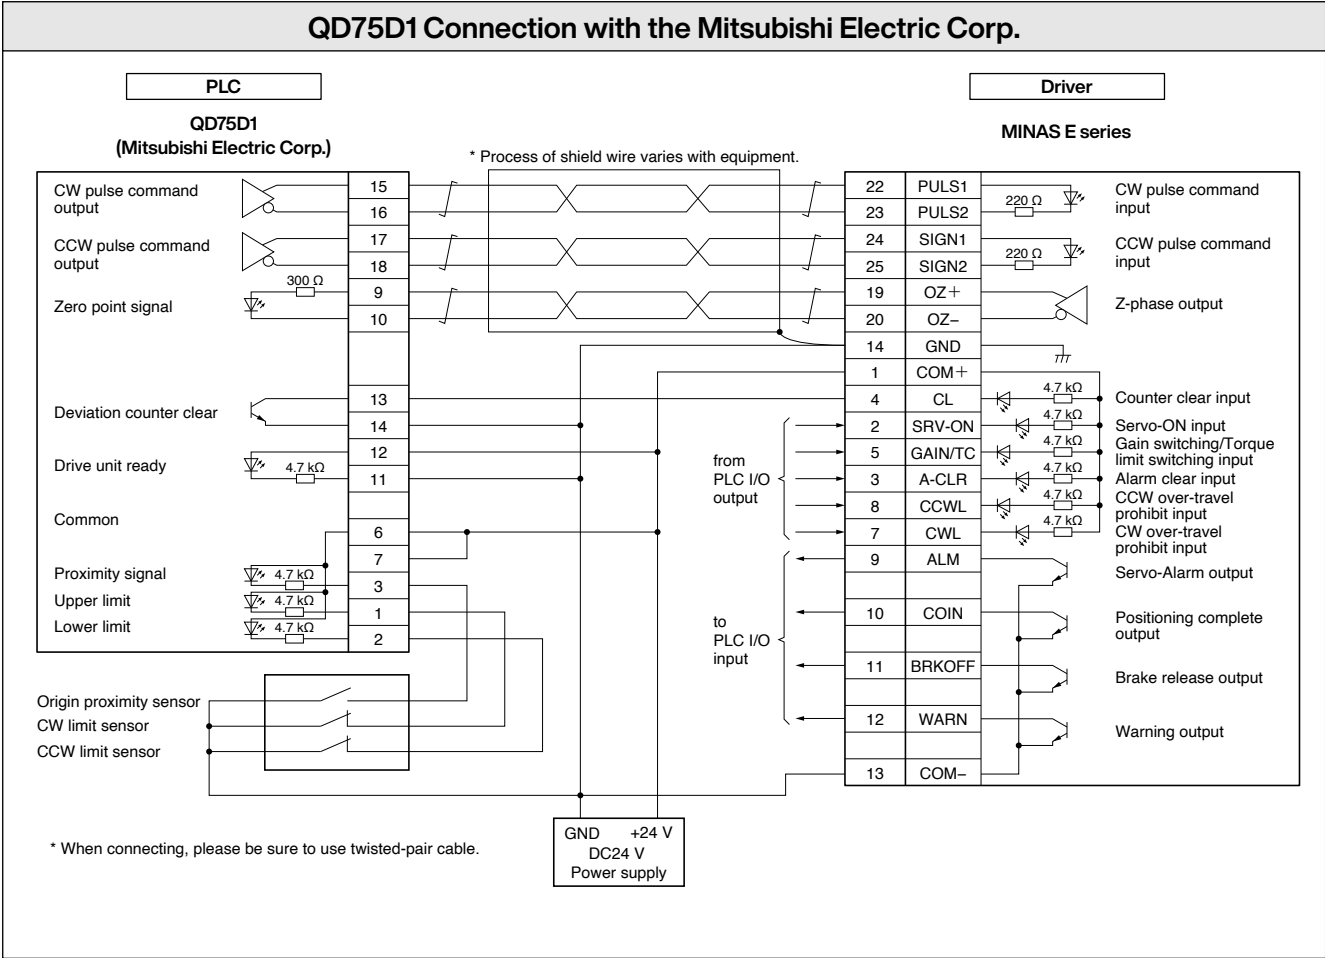 QD75D1 Connection with the Mitsubishi Electric Corp.
PLC
QD75D1
(Mitsubishi Electric Corp.)
Driver
MINAS E series
* Process of shield wire varies with equipment.
CW pulse command
output
15
16
CCW pulse command
output
17
18
300 Ω
Zero point signal
9
10
Deviation counter clear
13
14
Drive unit ready
4.7 kΩ
12
11
Common
6
7
Proximity signal
4.7 kΩ
3
Upper limit
4.7 kΩ
1
Lower limit
4.7 kΩ
2
Origin proximity sensor
CW limit sensor
CCW limit sensor
22 PULS1
23 PULS2
220 Ω
CW pulse command
input
24 SIGN1
25 SIGN2
220 Ω
CCW pulse command
input
19 OZ+
20 OZ−
Z-phase output
14 GND
1 COM+
4 CL 4.7 kΩ Counter clear input
2 SRV-ON 4.7 kΩ Servo-ON input
5 GAIN/TC 4.7 kΩ Gain switching/Torque
limit switching input
3 A-CLR 4.7 kΩ Alarm clear input
8 CCWL 4.7 kΩ CCW over-travel
prohibit input
7 CWL 4.7 kΩ CW over-travel
prohibit input
from
PLC I/O
output
9 ALM Servo-Alarm output
10 COIN Positioning complete
output
11 BRKOFF Brake release output
12 WARN Warning output
13 COM−
to
PLC I/O
input
GND +24 V
DC24 V
Power supply
* When connecting, please be sure to use twisted-pair cable.